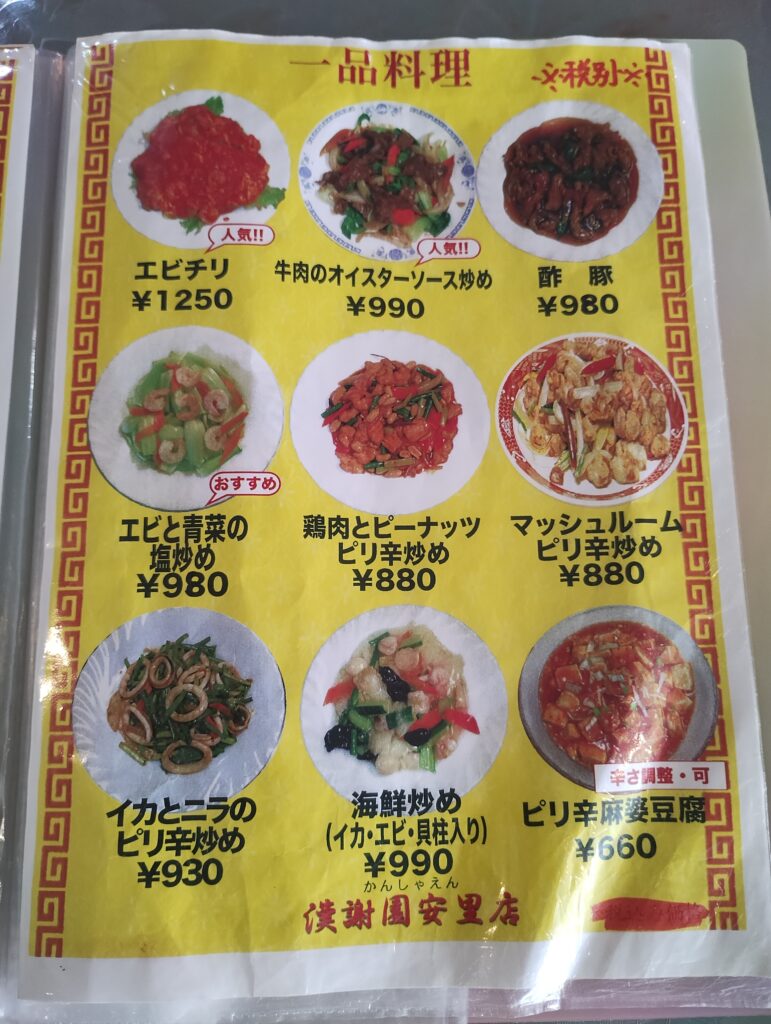 一品料理
※税別※
人気!!
人気!!
エビチリ
¥1250
牛肉のオイスターソース炒め
¥990
酢 豚
¥980
おすすめ
エビと青菜の
塩炒め
¥980
鶏肉とピーナッツ
ピリ辛炒め
¥880
マッシュルーム
ピリ辛炒め
¥880
イカとニラの
ピリ辛炒め
¥930
海鮮炒め
(イカ・エビ・貝柱入り)
¥990
辛さ調整・可
ピリ辛麻婆豆腐
¥660
かんしゃえん
漢謝園安里店